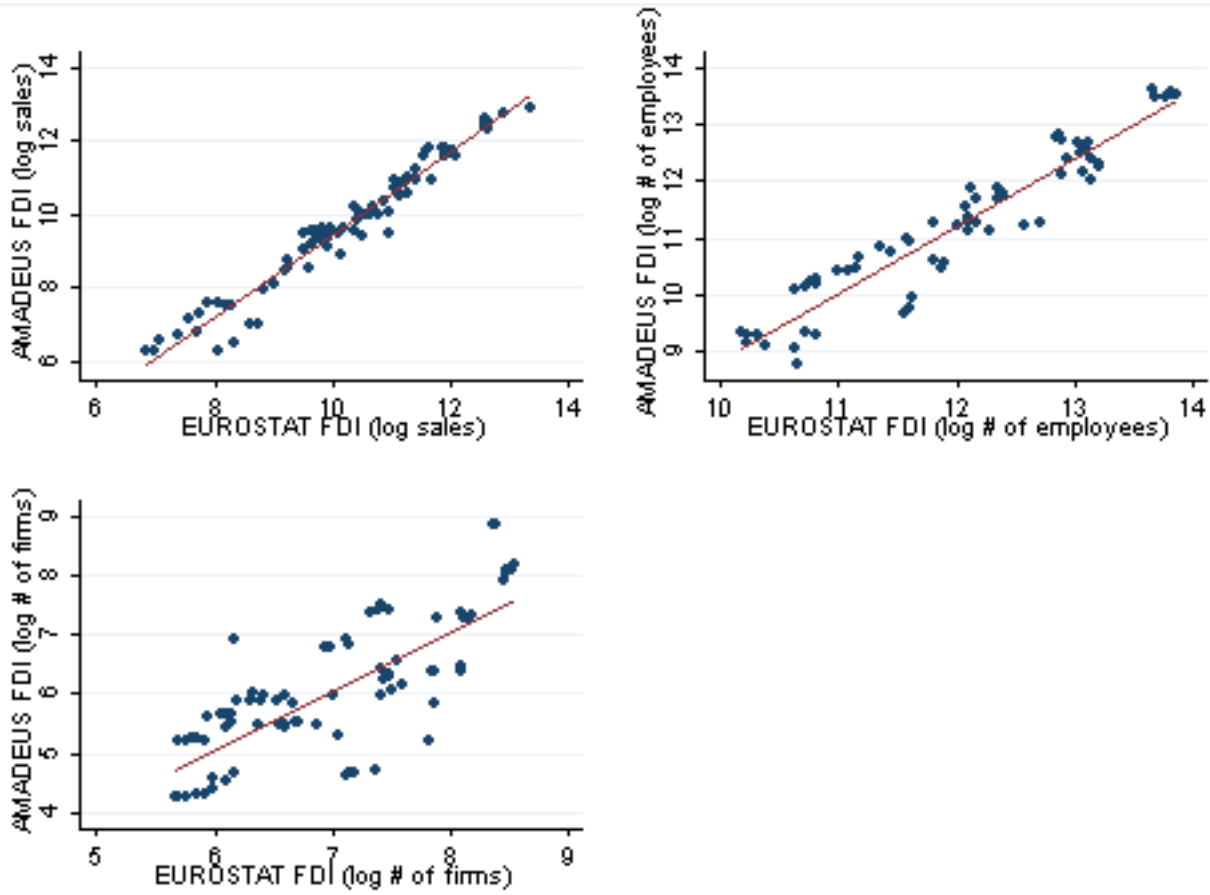 AMADEUS FDI (log sales)
14
12
10
8
6
6 8 10 12 14
EUROSTAT FDI (log sales)
AMADEUS FDI (log # of employees)
14
13
12
11
10
9
10 11 12 13 14
EUROSTAT FDI (log # of employees)
AMADEUS FDI (log # of firms)
9
8
7
6
5
4
5 6 7 8 9
EUROSTAT FDI (log # of firms)